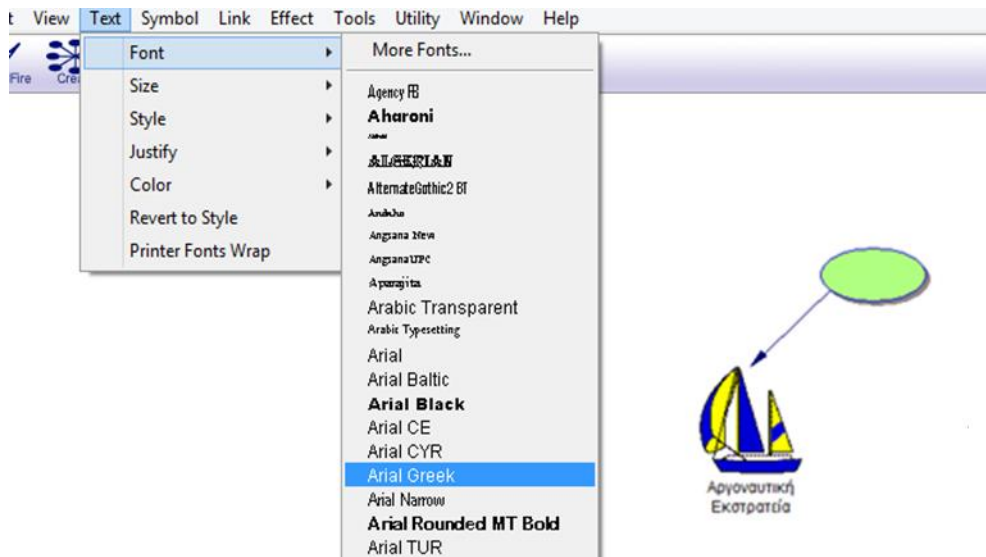 t View Text Symbol Link Effect Tools Utility Window Help
Fire Cre
Font
Size
Style
Justify
Color
Revert to Style
Printer Fonts Wrap
More Fonts...
Agency FB
Aharoni
ALGERIAN
AlternateGothic2 BT
Andalus
Angsana New
AngsanaUPC
Aparajita
Arabic Transparent
Arabic Typesetting
Arial
Arial Baltic
Arial Black
Arial CE
Arial CYR
Arial Greek
Arial Narrow
Arial Rounded MT Bold
Arial TUR
Αργοναυτική
Εκστρατεία